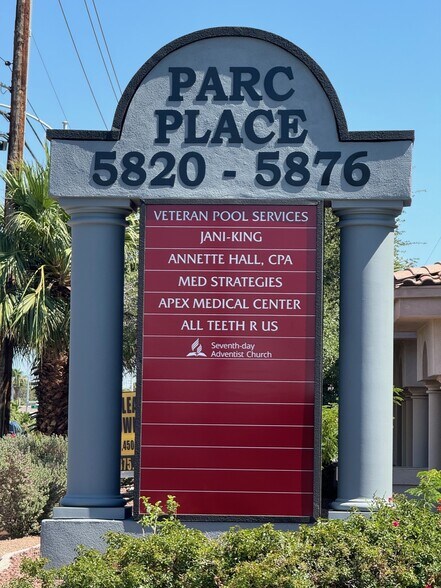 PARC
PLACE
5820 - 5876
VETERAN POOL SERVICES
JANI-KING
ANNETTE HALL, CPA
MED STRATEGIES
APEX MEDICAL CENTER
ALL TEETH R US
Seventh-day
Adventist Church